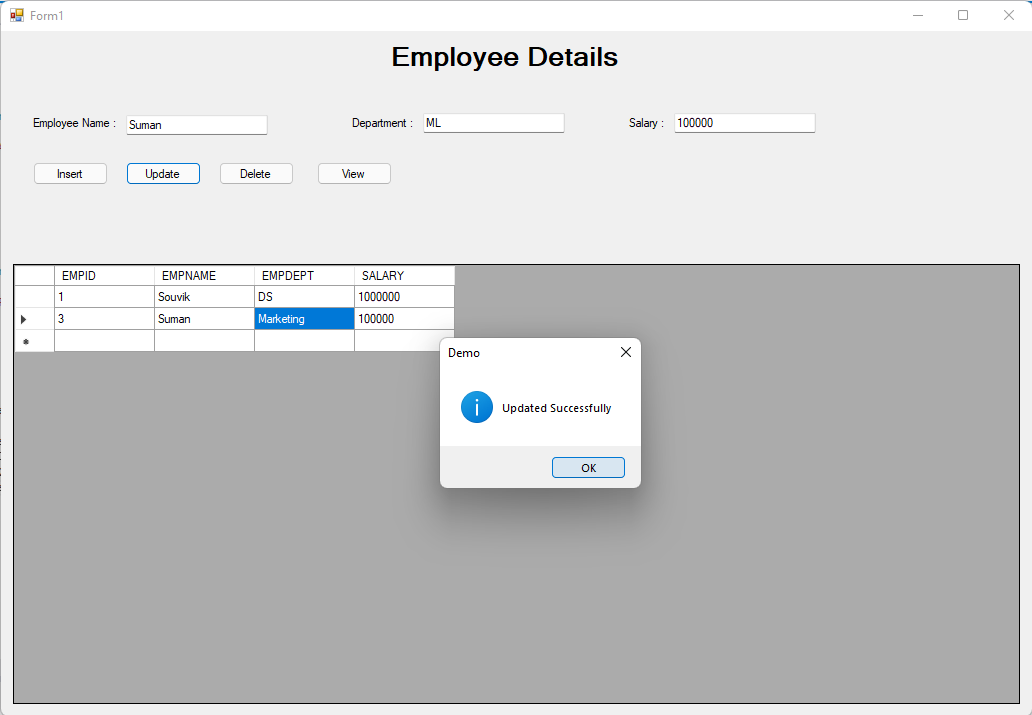 Form1
Employee Details
Employee Name : Suman Department : ML Salary : 100000
Insert Update Delete View
EMPID EMPNAME EMPDEPT SALARY
1 Souvik DS 1000000
3 Suman Marketing 100000
Demo
Updated Successfully
OK